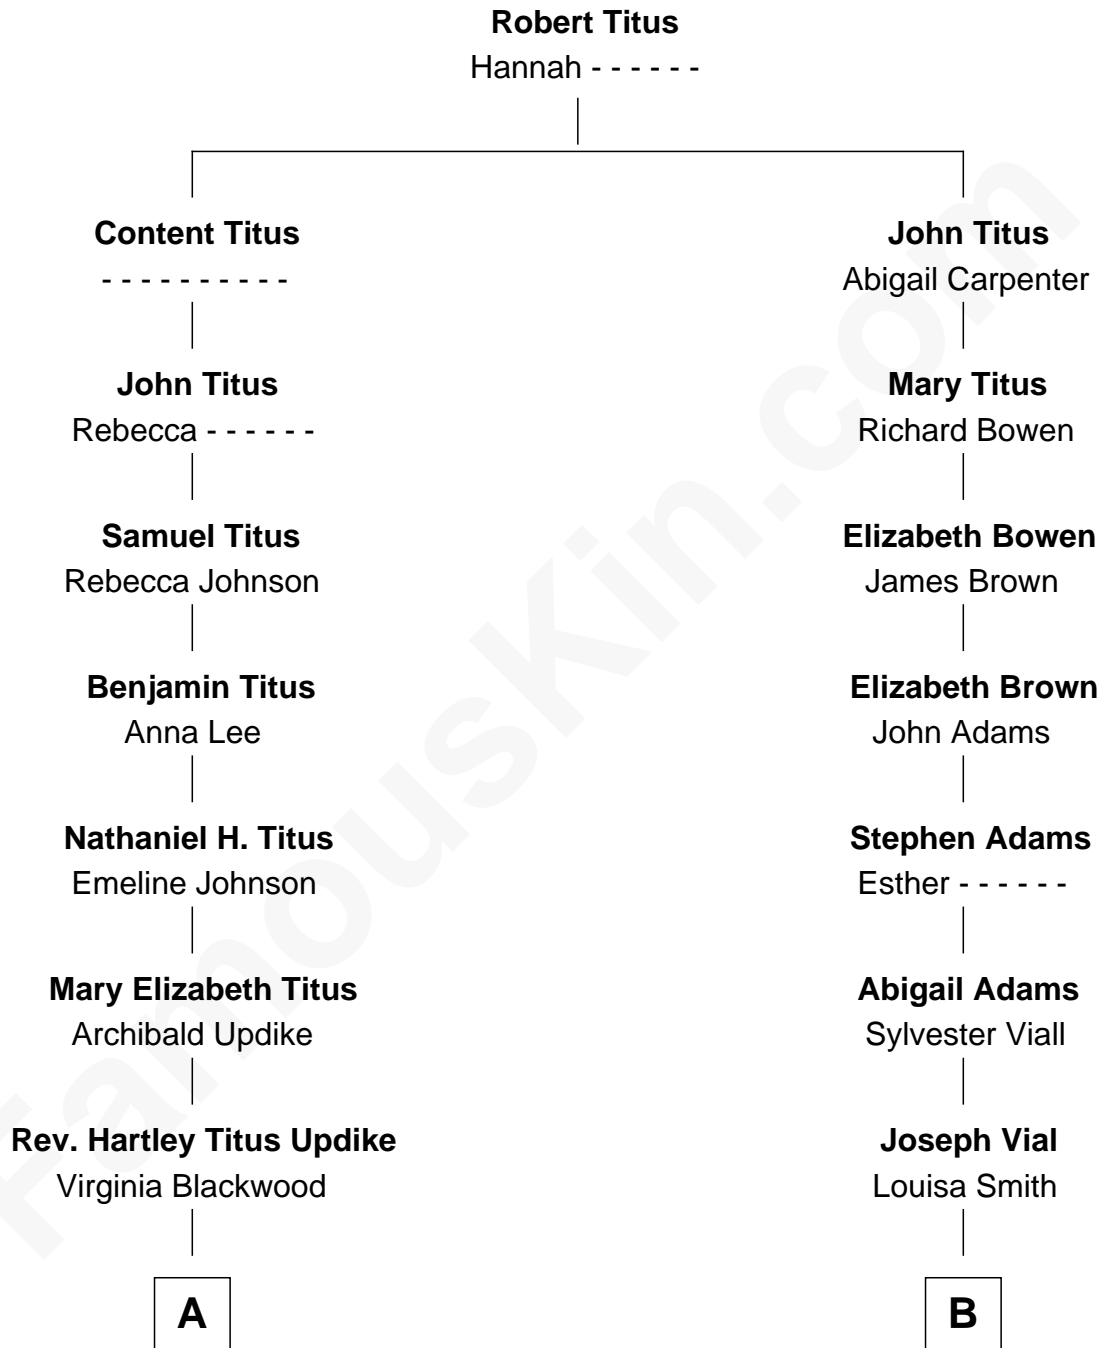 Robert Titus
Hannah - - - - - -
Content Titus
- - - - - - - - - -
John Titus
Rebecca - - - - - -
Samuel Titus
Rebecca Johnson
Benjamin Titus
Anna Lee
Nathaniel H. Titus
Emeline Johnson
Mary Elizabeth Titus
Archibald Updike
Rev. Hartley Titus Updike
Virginia Blackwood
A
John Titus
Abigail Carpenter
Mary Titus
Richard Bowen
Elizabeth Bowen
James Brown
Elizabeth Brown
John Adams
Stephen Adams
Esther - - - - - -
Abigail Adams
Sylvester Viall
Joseph Vial
Louisa Smith
B
FamousKin.com